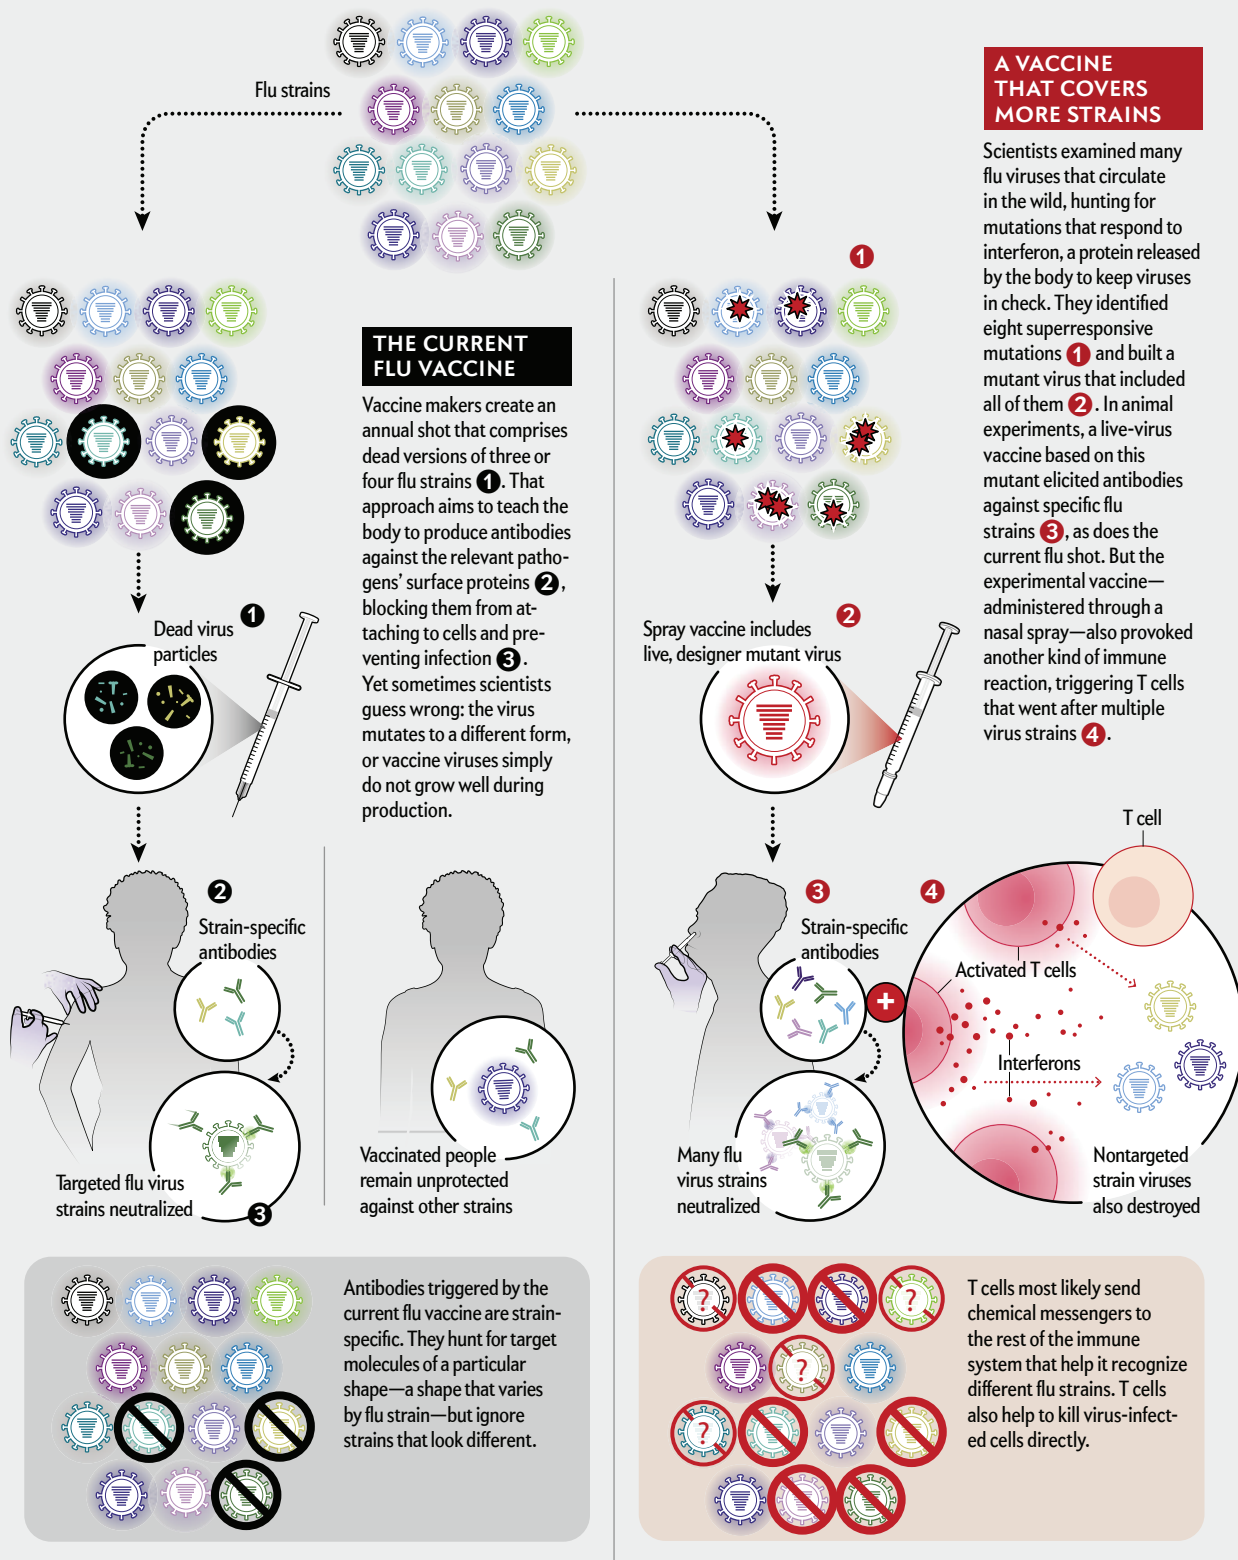 Flu strains
THE CURRENT
FLU VACCINE
Vaccine makers create an
annual shot that comprises
dead versions of three or
four flu strains 1. That
approach aims to teach the
body to produce antibodies
against the relevant patho-
gens’ surface proteins 2,
blocking them from at-
taching to cells and pre-
venting infection 3.
Yet sometimes scientists
guess wrong: the virus
mutates to a different form,
or vaccine viruses simply
do not grow well during
production.
1
Dead virus
particles
2
Strain-specific
antibodies
Targeted flu virus
strains neutralized
3
Vaccinated people
remain unprotected
against other strains
Antibodies triggered by the
current flu vaccine are strain-
specific. They hunt for target
molecules of a particular
shape—a shape that varies
by flu strain—but ignore
strains that look different.
A VACCINE
THAT COVERS
MORE STRAINS
Scientists examined many
flu viruses that circulate
in the wild, hunting for
mutations that respond to
interferon, a protein released
by the body to keep viruses
in check. They identified
eight superresponsive
mutations 1 and built a
mutant virus that included
all of them 2. In animal
experiments, a live-virus
vaccine based on this
mutant elicited antibodies
against specific flu
strains 3, as does the
current flu shot. But the
experimental vaccine—
administered through a
nasal spray—also provoked
another kind of immune
reaction, triggering T cells
that went after multiple
virus strains 4.
1
2
Spray vaccine includes
live, designer mutant virus
3
Strain-specific
antibodies
+
Many flu
virus strains
neutralized
4
T cell
Activated T cells
Interferons
Nontargeted
strain viruses
also destroyed
? ?
?
?
T cells most likely send
chemical messengers to
the rest of the immune
system that help it recognize
different flu strains. T cells
also help to kill virus-infect-
ed cells directly.